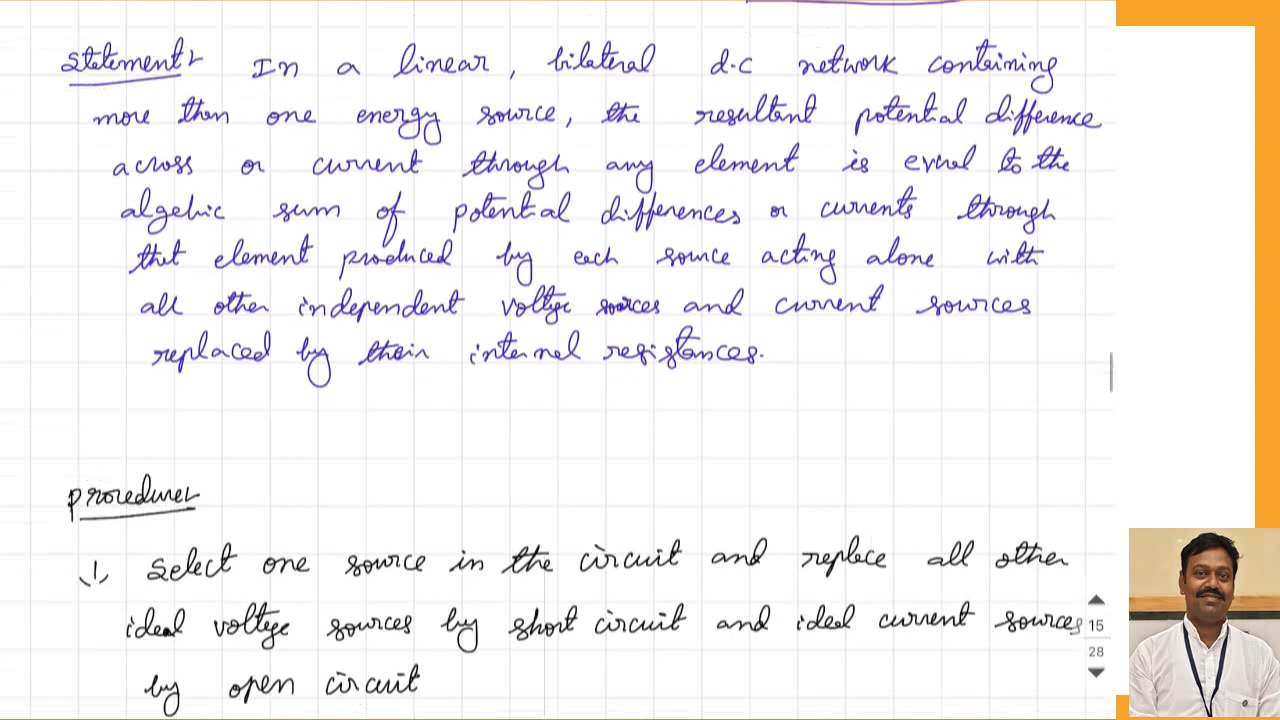 Statement:- In a linear, bilateral d.c network containing
more then one energy source, the resultant potential difference
across or current through any element is equal to the
algebic sum of potential differences or currents through
that element produced by each source acting alone with
all other independent voltage sources and current sources
replaced by their internal resistances.
procedure:-
1) Select one source in the circuit and replace all other
ideal voltage sources by short circuit and ideal current sources
by open circuit
15
28